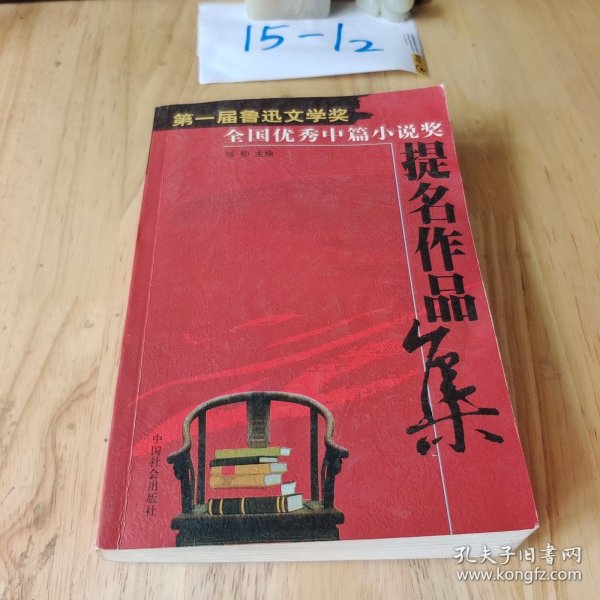 15-12
第一届鲁迅文学奖
全国优秀中篇小说奖
主编
提名作品集
中国社会出版社
孔夫子旧书网
www.kongfz.com